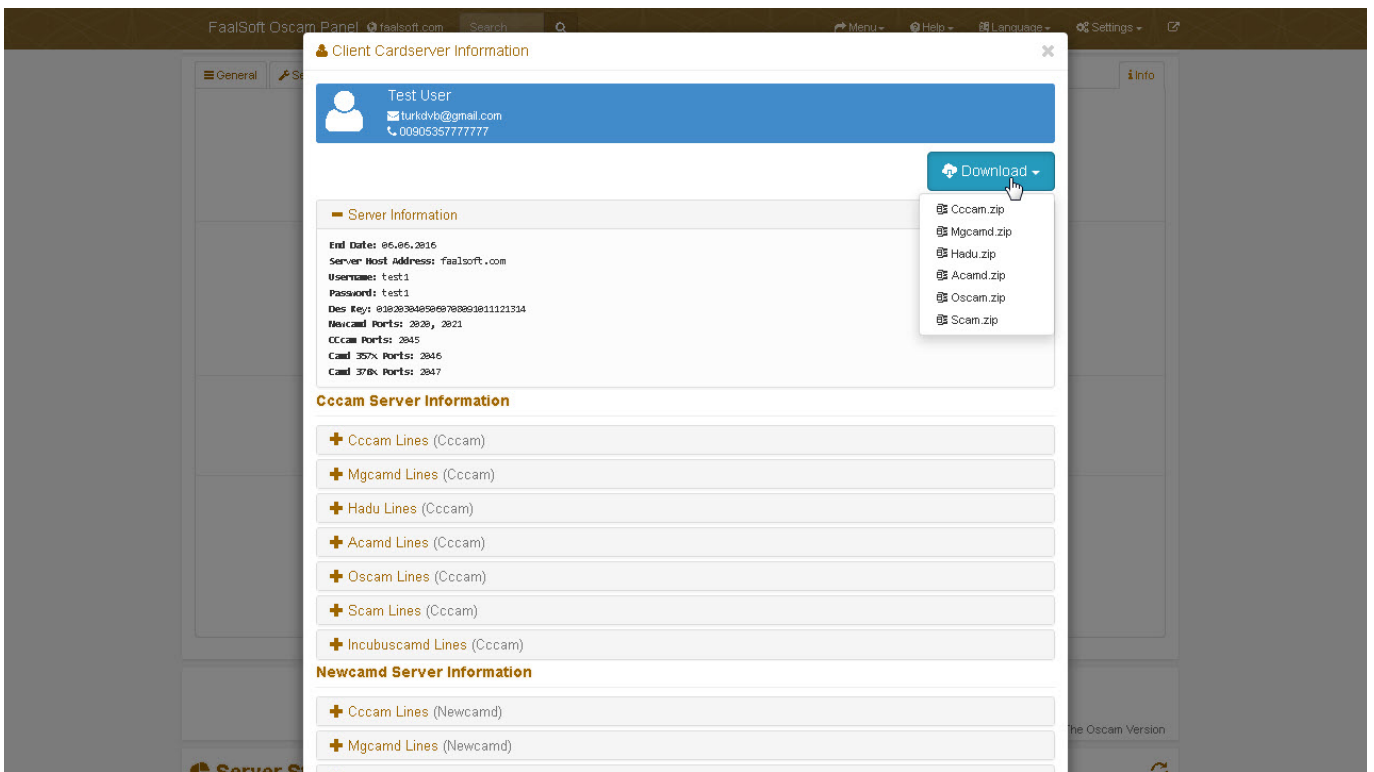 FaalSoft Oscam Panel faalsoft.com Search Menu Help Language Settings
Client Cardserver Information ×
General Se Info
Test User
turkdvb@gmail.com
00905357777777
Download
Cccam.zip
Mgcamd.zip
Hadu.zip
Acamd.zip
Oscam.zip
Scam.zip
Server Information
End Date: 06.06.2016
Server Host Address: faalsoft.com
Username: test1
Password: test1
Des Key: 0102030405060708091011121314
Newcamd Ports: 2020, 2021
CCcam Ports: 2045
Camd 357x Ports: 2046
Camd 378x Ports: 2047
Cccam Server Information
Cccam Lines (Cccam)
Mgcamd Lines (Cccam)
Hadu Lines (Cccam)
Acamd Lines (Cccam)
Oscam Lines (Cccam)
Scam Lines (Cccam)
Incubuscamd Lines (Cccam)
Newcamd Server Information
Cccam Lines (Newcamd)
The Oscam Version
Mgcamd Lines (Newcamd)
Server S